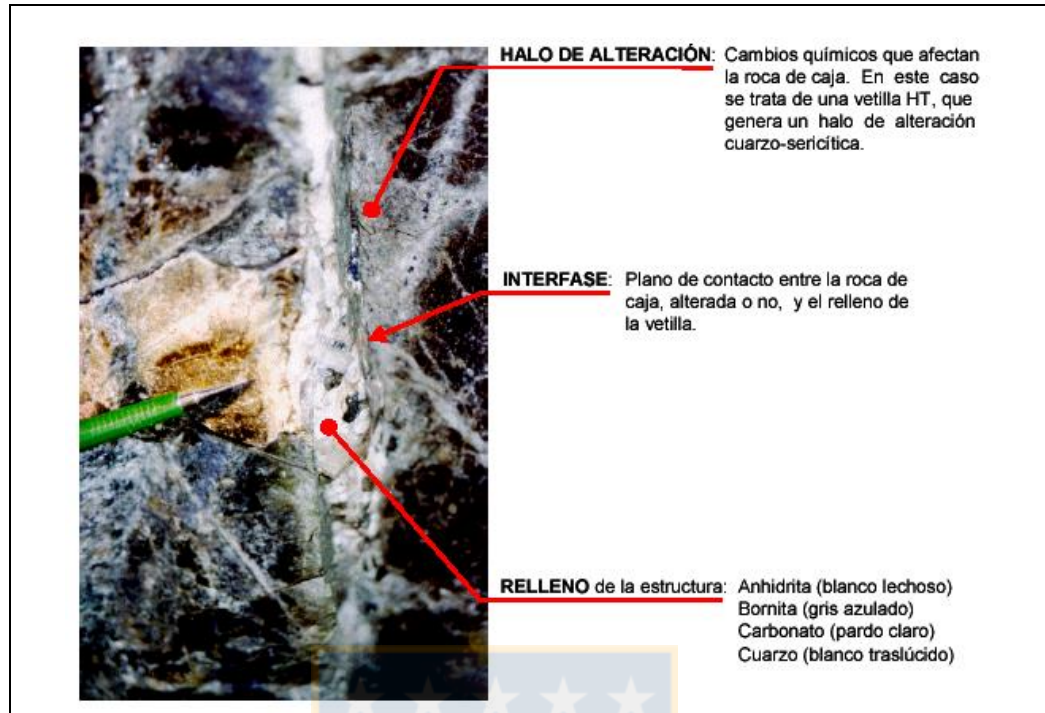 HALO DE ALTERACIÓN: Cambios químicos que afectan
la roca de caja. En este caso
se trata de una vetilla HT, que
genera un halo de alteración
cuarzo-sericítica.
INTERFASE: Plano de contacto entre la roca de
caja, alterada o no, y el relleno de
la vetilla.
RELLENO de la estructura: Anhidrita (blanco lechoso)
Bornita (gris azulado)
Carbonato (pardo claro)
Cuarzo (blanco traslúcido)